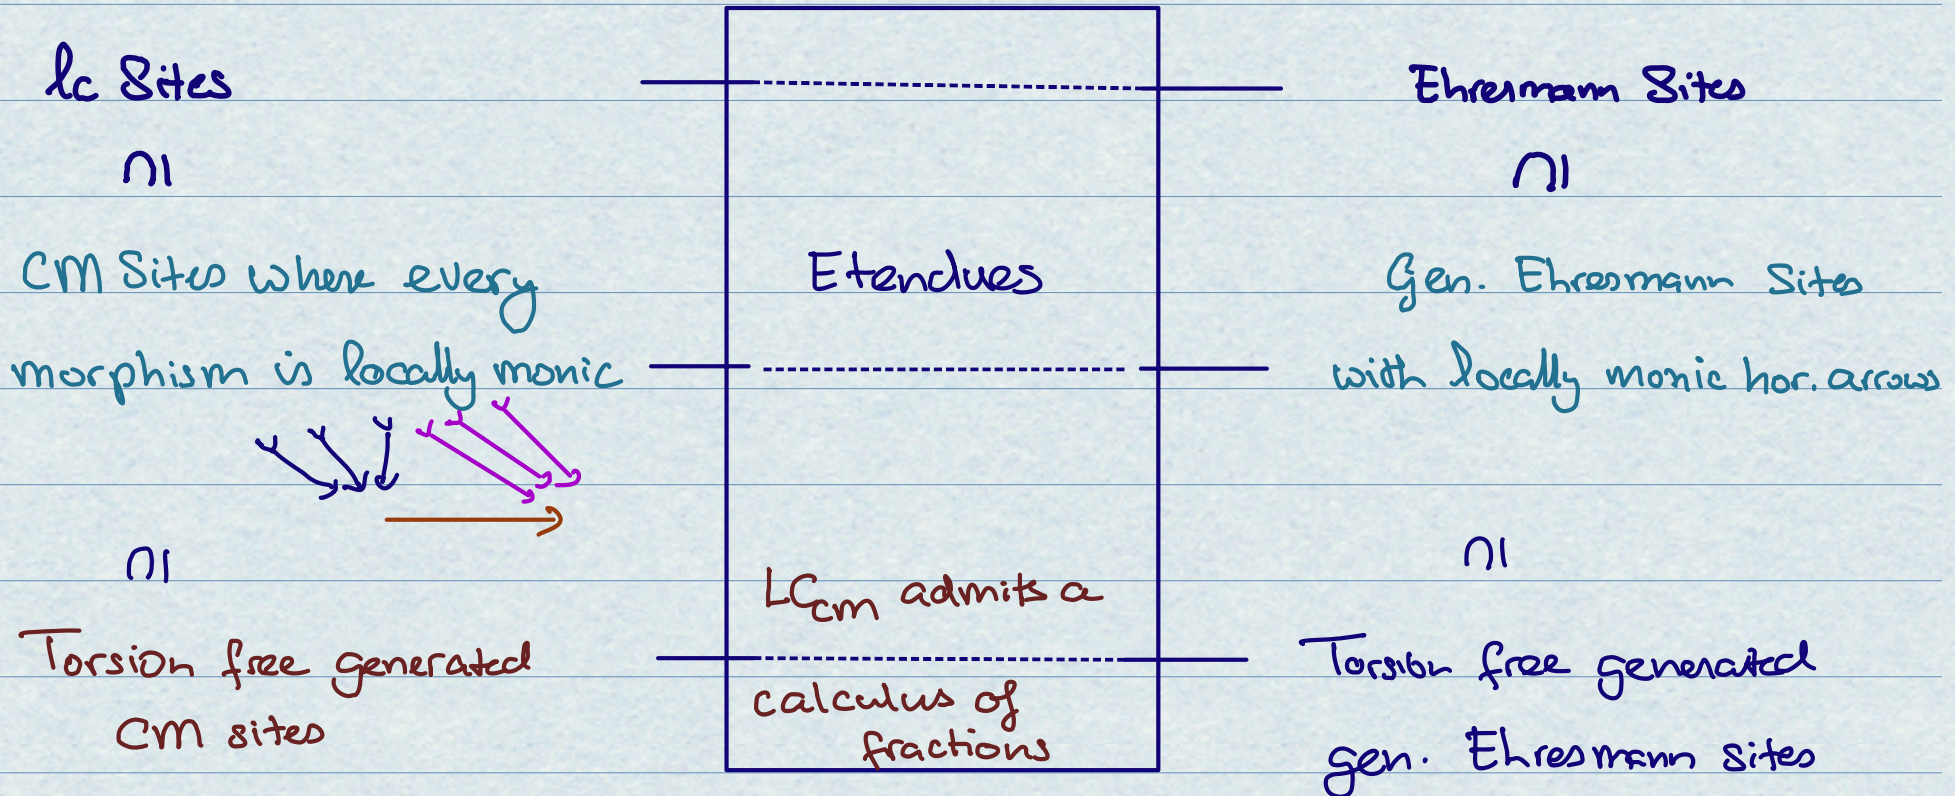 lc Sites
∩|
CM Sites where every
morphism is locally monic
∩|
Torsion free generated
CM sites
Etendues
LCcm admits a
calculus of
fractions
Ehresmann Sites
∩|
Gen. Ehresmann Sites
with locally monic hor. arrows
∩|
Torsion free generated
gen. Ehresmann sites